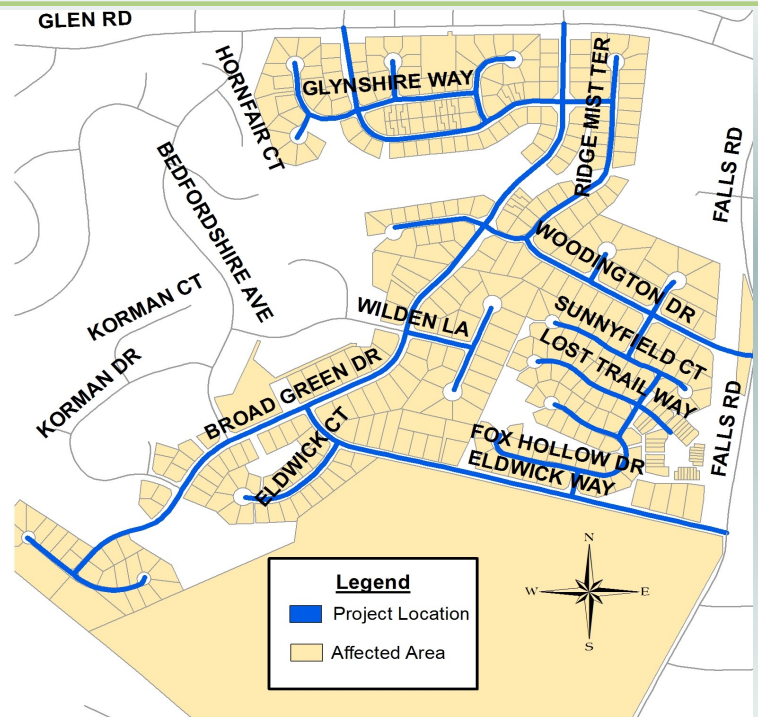 GLEN RD
HORNFAIR CT
GLYNSHIRE WAY
RIDGE MIST TER
FALLS RD
BEDFORDSHIRE AVE
WOODINGTON DR
KORMAN CT
WILDEN LA
SUNNYFIELD CT
LOST TRAIL WAY
KORMAN DR
BROAD GREEN DR
FALLS RD
ELDWICK CT
FOX HOLLOW DR
ELDWICK WAY
N
W
E
S
Legend
Project Location
Affected Area